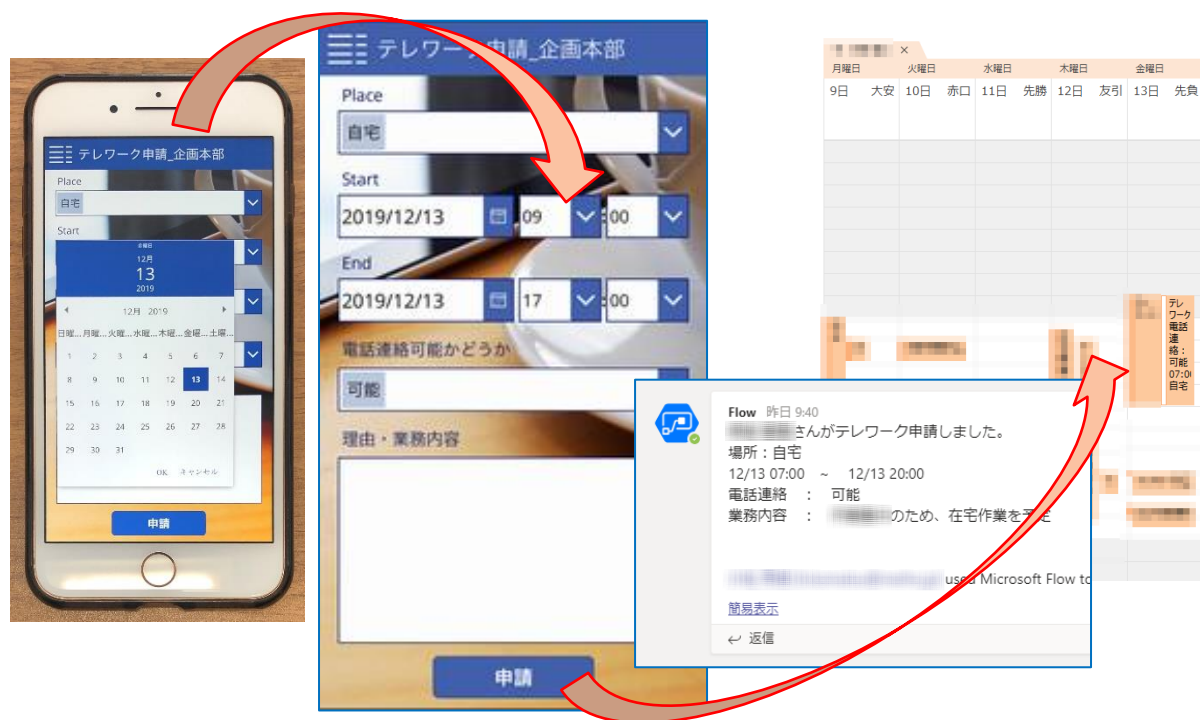 テレワーク申請_企画本部
Place
自宅
Start
金曜日
12月
13
2019
12月 2019
日曜... 月曜... 火曜... 水曜... 木曜... 金曜... 土曜...
1 2 3 4 5 6 7
8 9 10 11 12 13 14
15 16 17 18 19 20 21
22 23 24 25 26 27 28
29 30 31
OK キャンセル
申請
テレワーク申請_企画本部
Place
自宅
Start
2019/12/13 09 :00
End
2019/12/13 17 :00
電話連絡可能かどうか
可能
理由・業務内容
申請
Flow 昨日 9:40
さんがテレワーク申請しました。
場所：自宅
12/13 07:00 ~ 12/13 20:00
電話連絡 ： 可能
業務内容 ： のため、在宅作業を予定
used Microsoft Flow to
簡易表示
返信
×
月曜日 火曜日 水曜日 木曜日 金曜日
9日 大安 10日 赤口 11日 先勝 12日 友引 13日 先負
テレ
ワーク
電話
連
絡：
可能
07:00
自宅